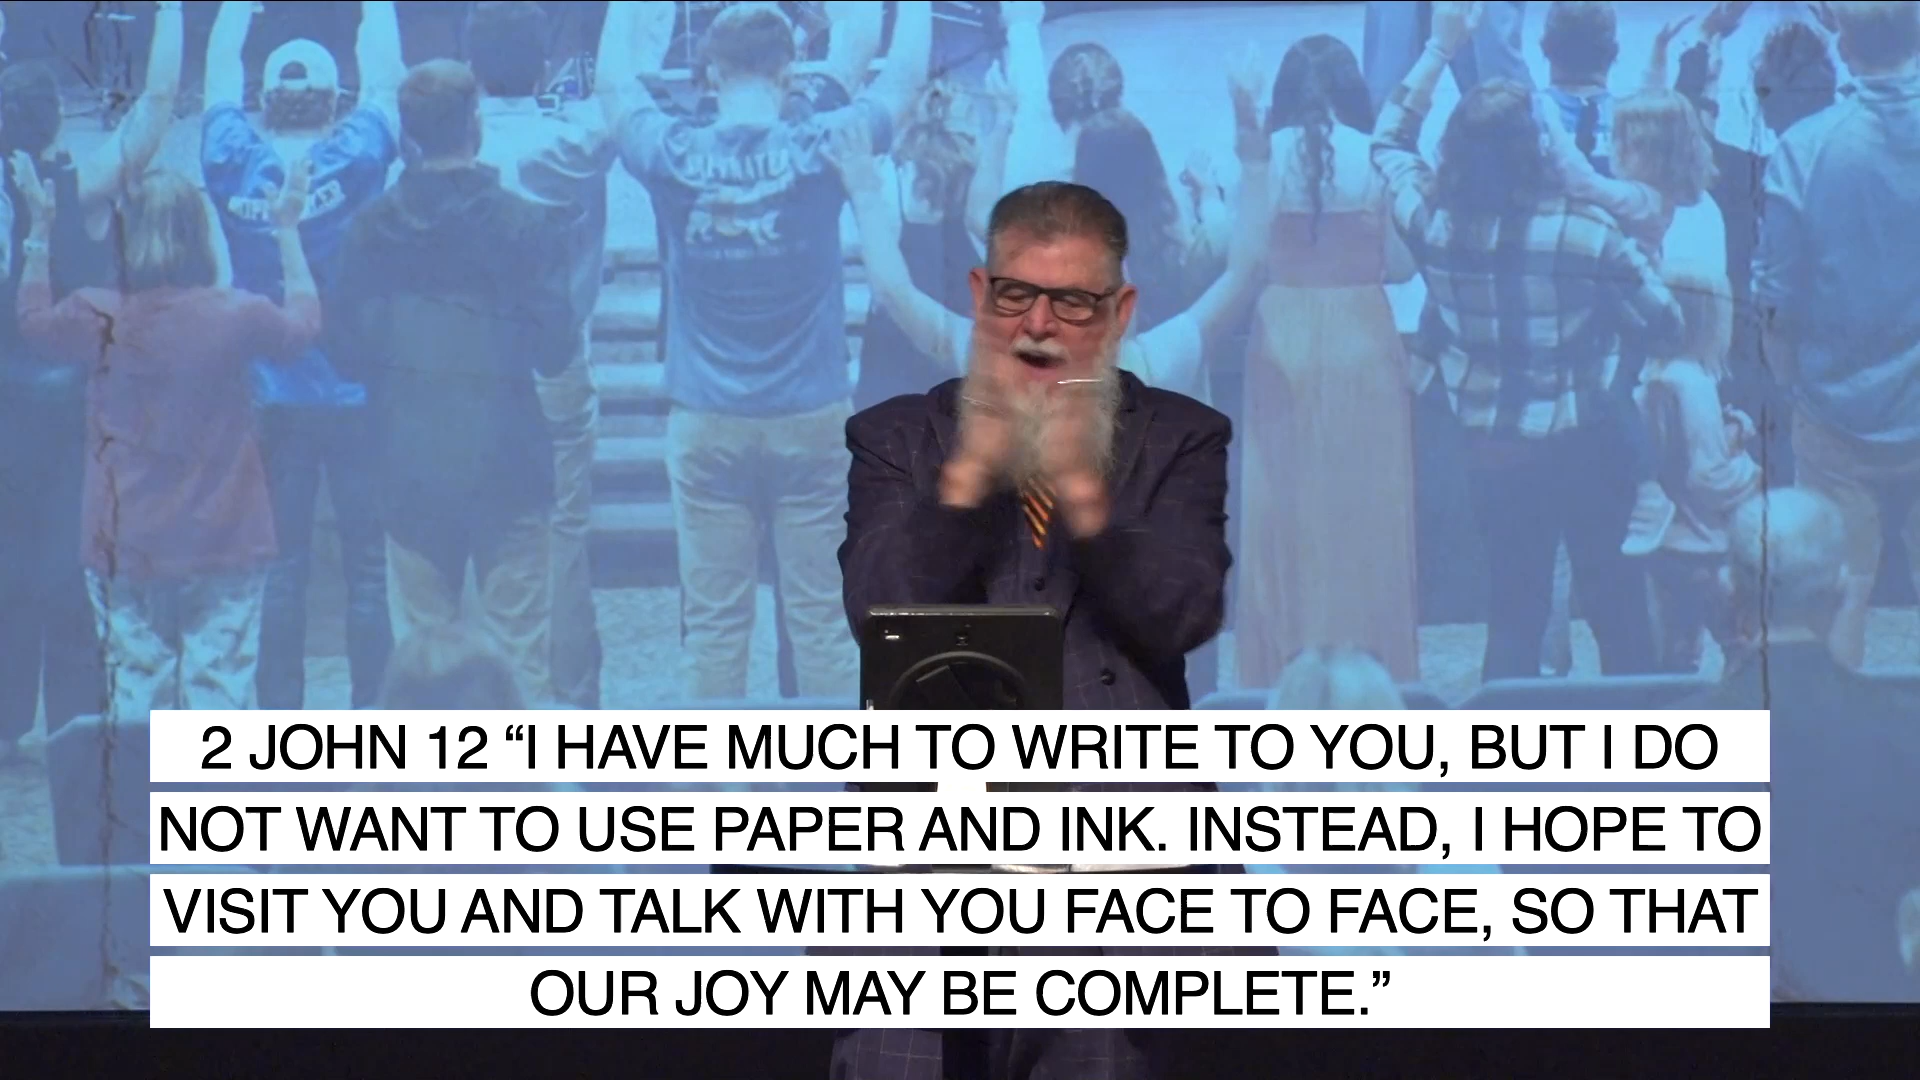 2 JOHN 12 “I HAVE MUCH TO WRITE TO YOU, BUT I DO
NOT WANT TO USE PAPER AND INK. INSTEAD, I HOPE TO
VISIT YOU AND TALK WITH YOU FACE TO FACE, SO THAT
OUR JOY MAY BE COMPLETE.”